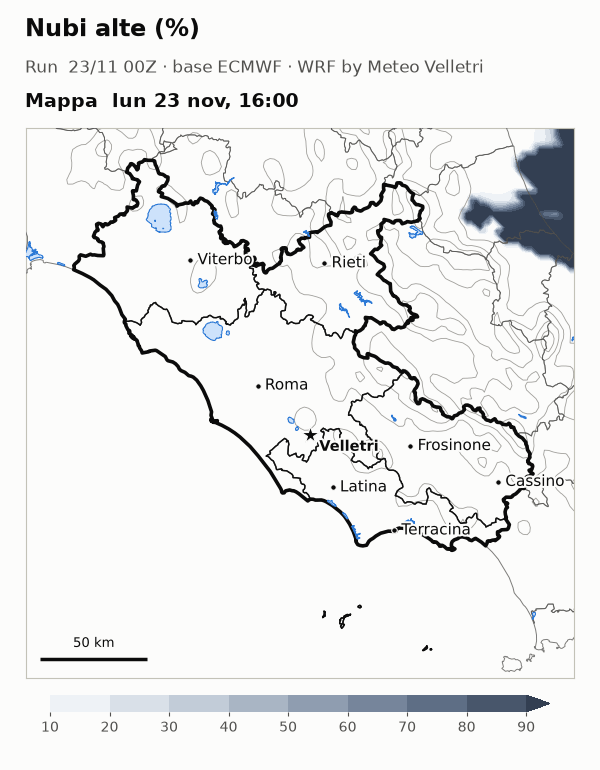 Nubi alte (%)
Run 23/11 00Z · base ECMWF · WRF by Meteo Velletri
Mappa lun 23 nov, 16:00
Viterbo
Rieti
Roma
Velletri
Frosinone
Latina
Cassino
Terracina
50 km
10 20 30 40 50 60 70 80 90